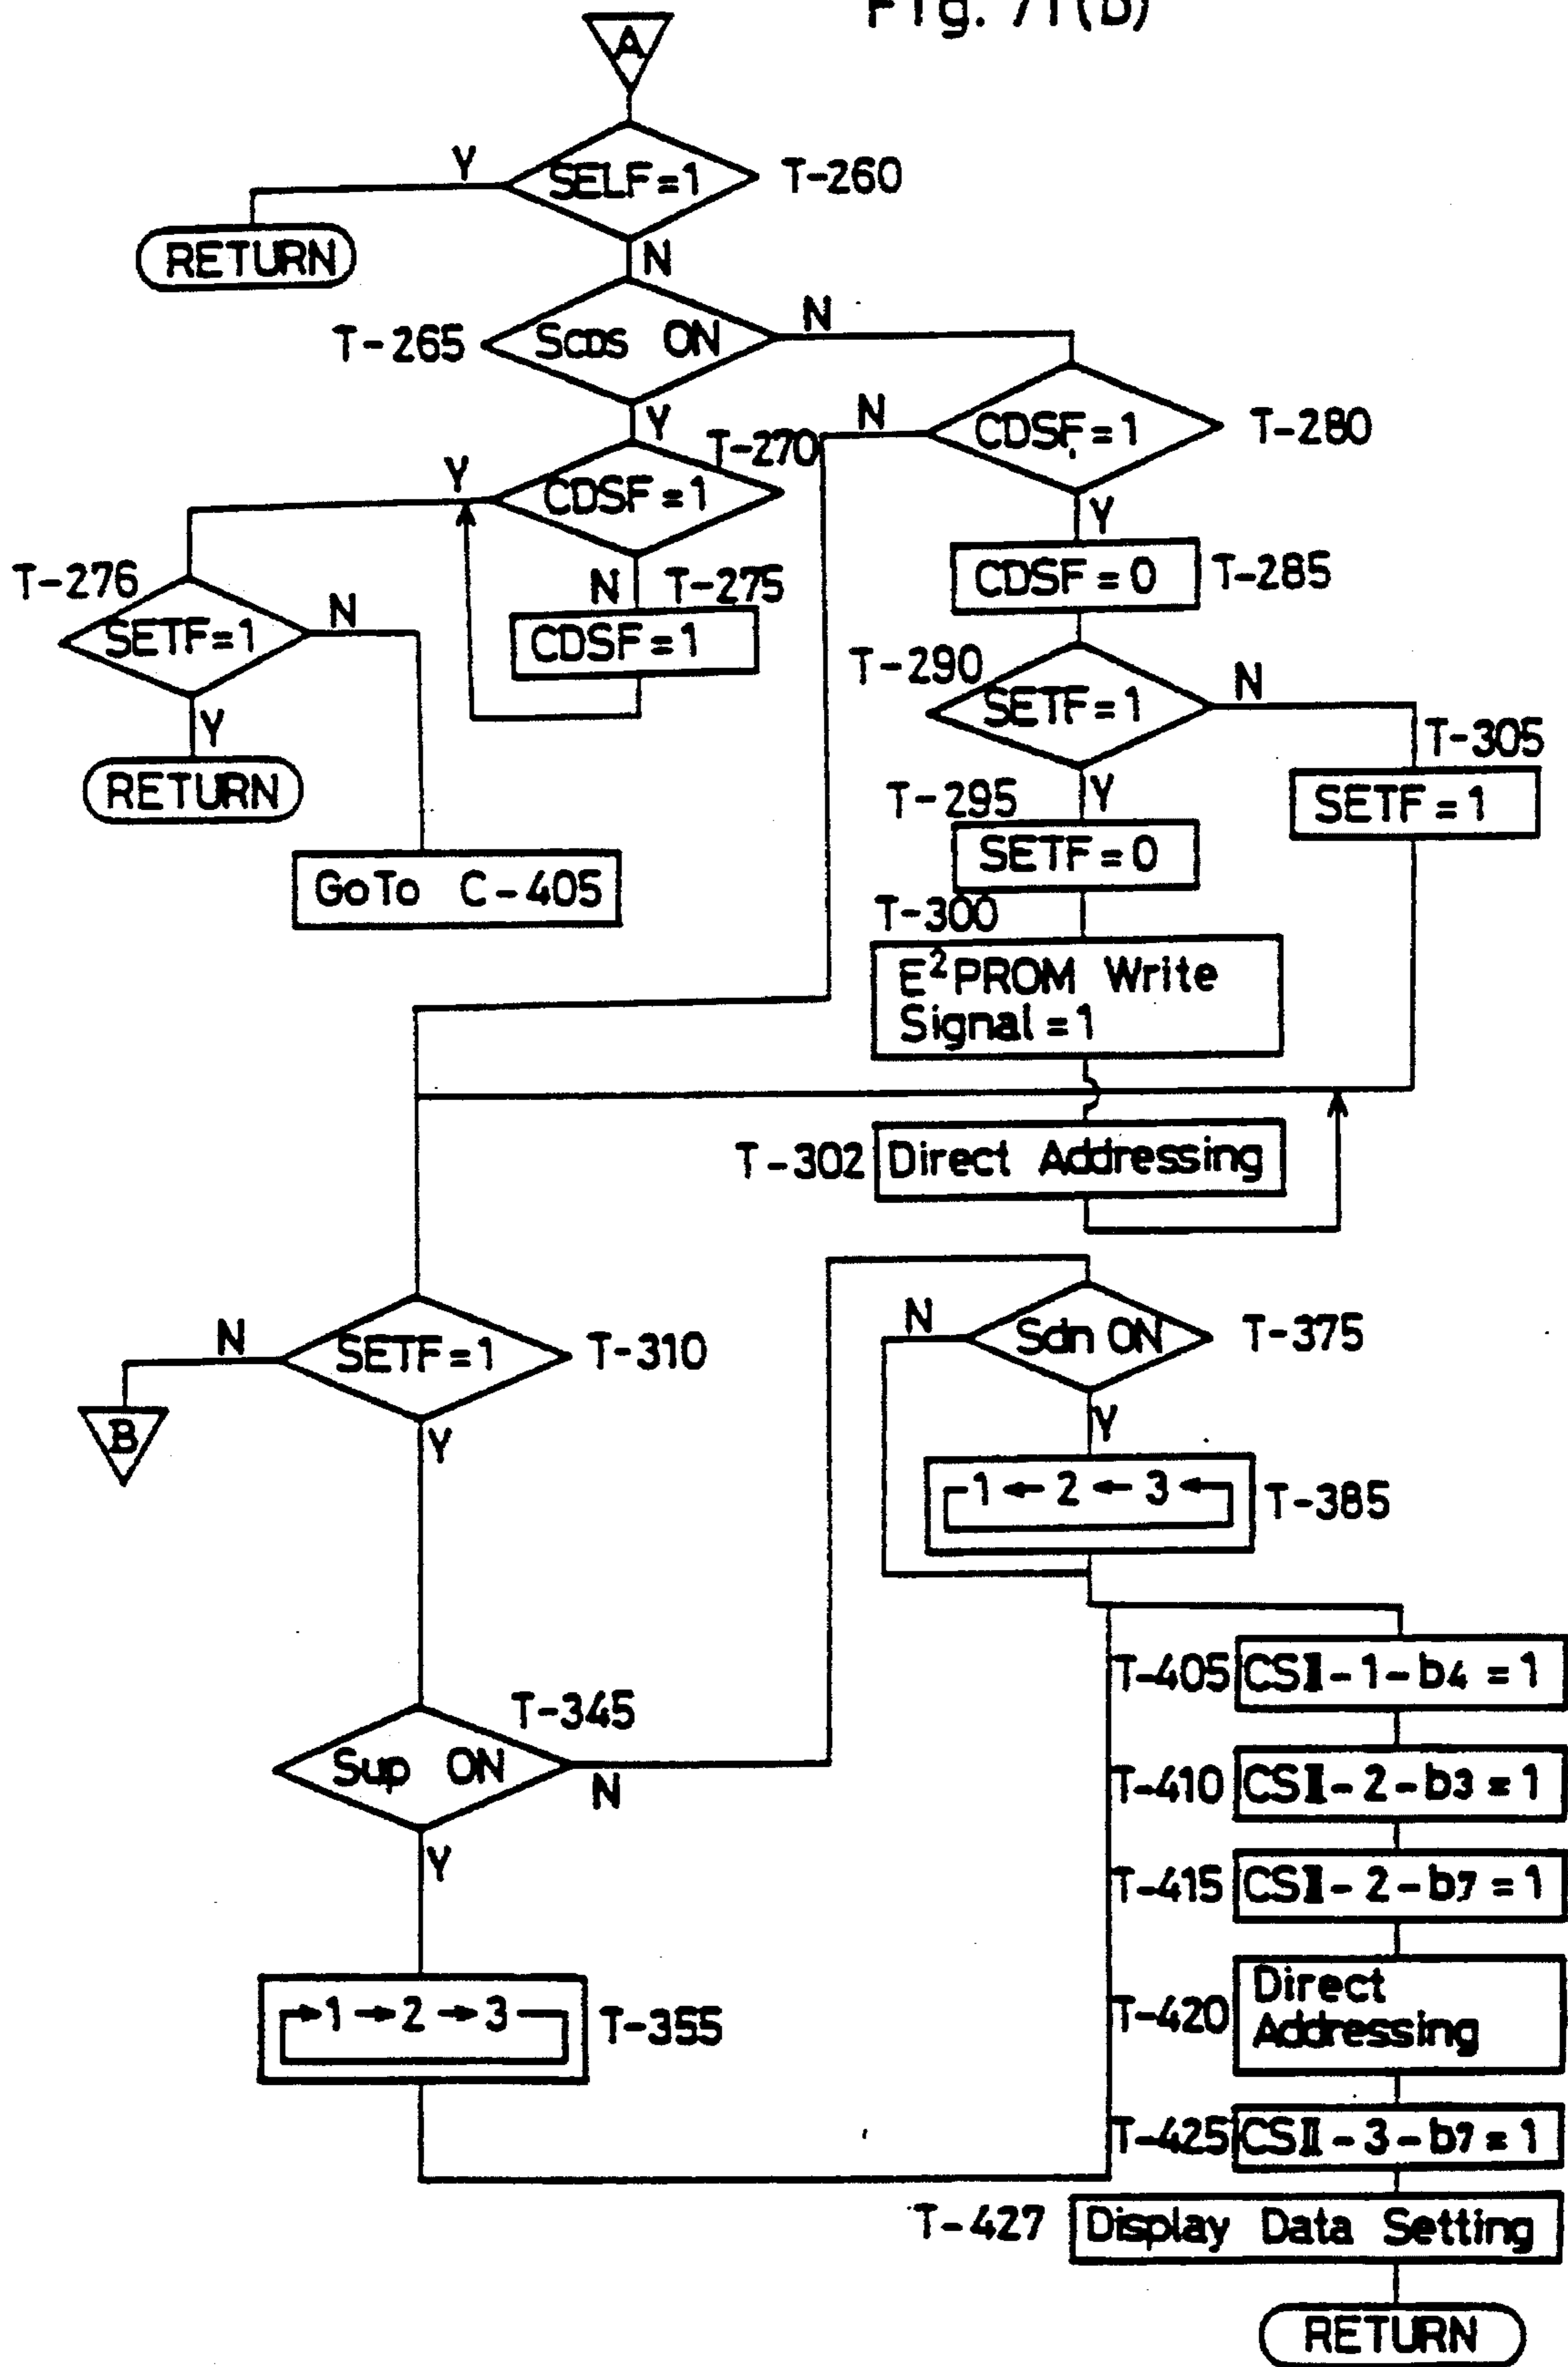 Fig. 71(b)
A
SELF=1
Y
T-260
RETURN
N
T-265
SCDS ON
N
Y
T-270
CDSF=1
Y
N
T-275
CDSF=1
T-276
SETF=1
N
Y
RETURN
GoTo C-405
N
CDSF=1
T-280
Y
CDSF=0
T-285
T-290
SETF=1
N
T-305
SETF=1
Y
T-295
SETF=0
T-300
E²PROM Write
Signal=1
T-302
Direct Addressing
N
SETF=1
T-310
B
Y
N
Sdn ON
T-375
Y
1←2←3←
T-385
T-345
Sup ON
N
Y
→1→2→3
T-355
T-405
CSII-1-b4=1
T-410
CSII-2-b3=1
T-415
CSII-2-b7=1
T-420
Direct
Addressing
T-425
CSII-3-b7=1
T-427
Display Data Setting
RETURN